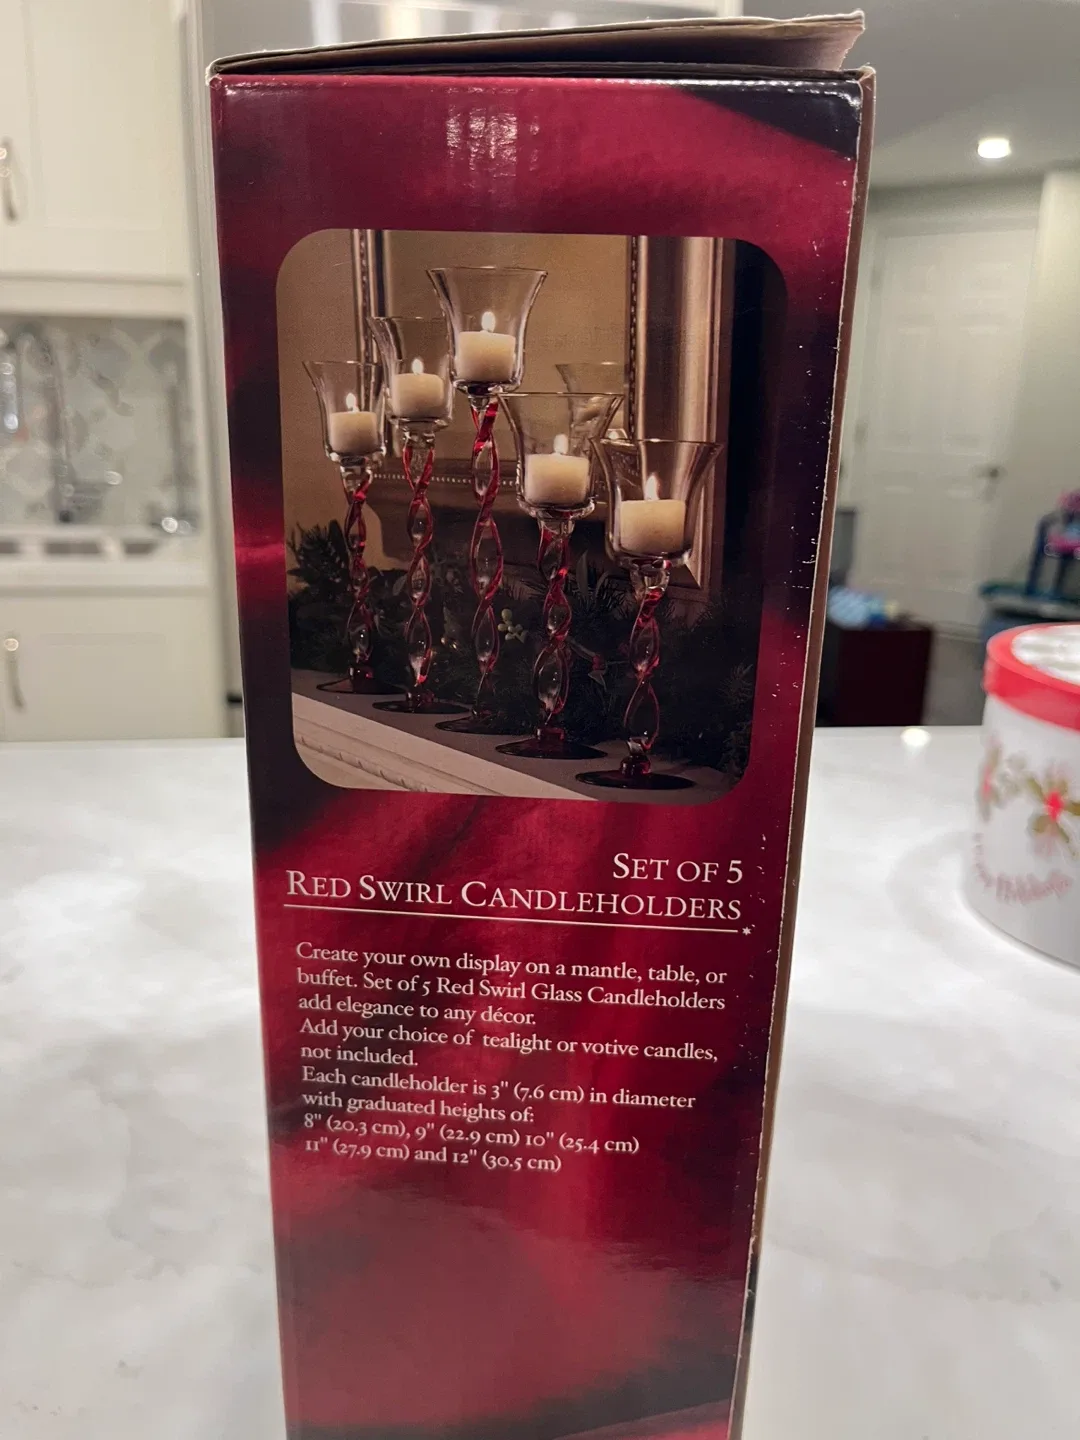 SET OF 5
RED SWIRL CANDLEHOLDERS
Create your own display on a mantle, table, or
buffet. Set of 5 Red Swirl Glass Candleholders
add elegance to any décor.
Add your choice of tealight or votive candles,
not included.
Each candleholder is 3" (7.6 cm) in diameter
with graduated heights of:
8" (20.3 cm), 9" (22.9 cm) 10" (25.4 cm)
11" (27.9 cm) and 12" (30.5 cm)